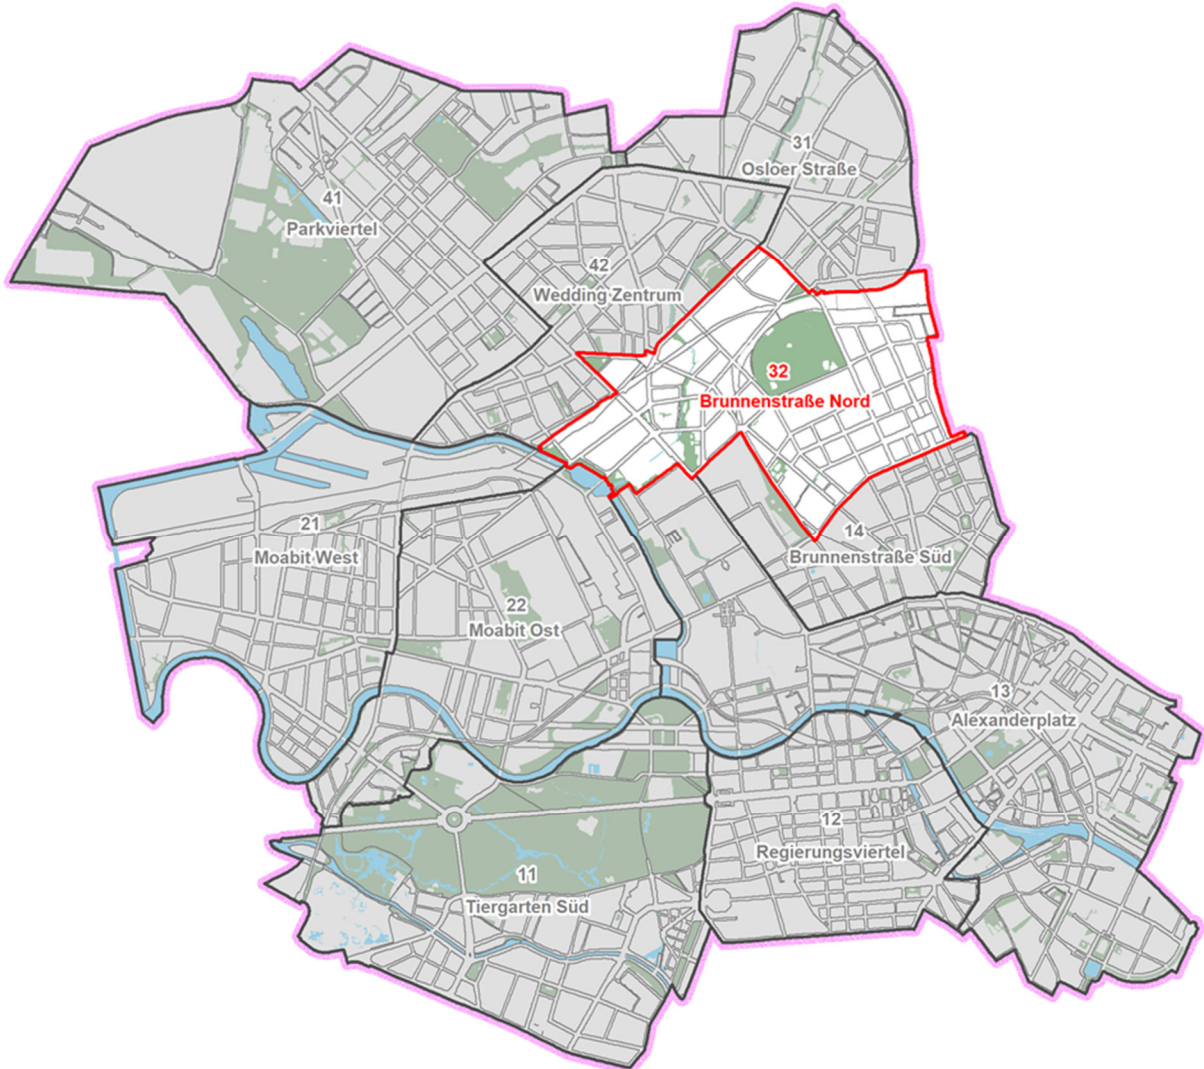 31
Osloer Straße
41
Parkviertel
42
Wedding Zentrum
32
Brunnenstraße Nord
21
Moabit West
14
Brunnenstraße Süd
22
Moabit Ost
13
Alexanderplatz
12
Regierungsviertel
11
Tiergarten Süd